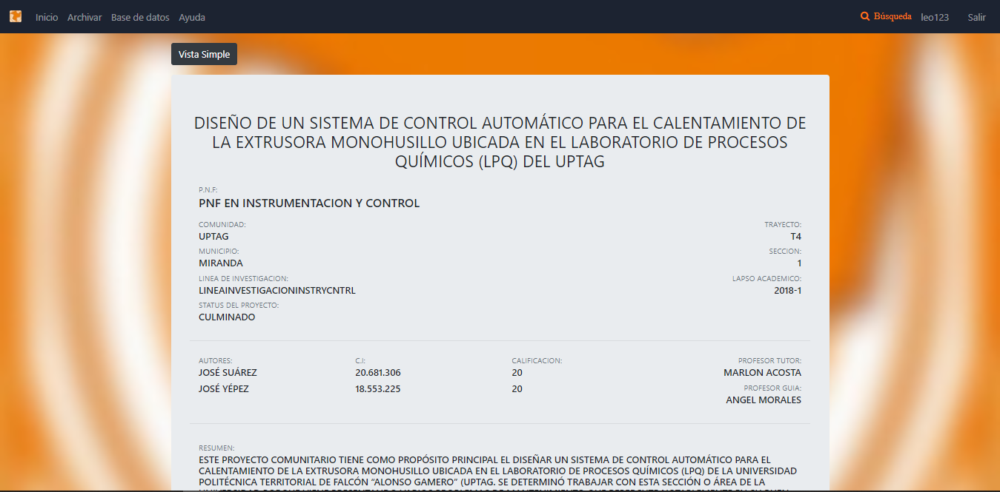 Inicio Archivar Base de datos Ayuda Búsqueda leo123 Salir
Vista Simple
DISEÑO DE UN SISTEMA DE CONTROL AUTOMÁTICO PARA EL CALENTAMIENTO DE
LA EXTRUSORA MONOHUSILLO UBICADA EN EL LABORATORIO DE PROCESOS
QUÍMICOS (LPQ) DEL UPTAG
P.N.F:
PNF EN INSTRUMENTACION Y CONTROL
COMUNIDAD: TRAYECTO:
UPTAG T4
MUNICIPIO: SECCION:
MIRANDA 1
LINEA DE INVESTIGACION: LAPSO ACADEMICO:
LINEAINVESTIGACIONINSTRYCNTRL 2018-1
STATUS DEL PROYECTO:
CULMINADO
AUTORES: C.I: CALIFICACION: PROFESOR TUTOR:
JOSÉ SUÁREZ 20.681.306 20 MARLON ACOSTA
JOSÉ YÉPEZ 18.553.225 20 PROFESOR GUIA:
ANGEL MORALES
RESUMEN:
ESTE PROYECTO COMUNITARIO TIENE COMO PROPÓSITO PRINCIPAL EL DISEÑAR UN SISTEMA DE CONTROL AUTOMÁTICO PARA EL
CALENTAMIENTO DE LA EXTRUSORA MONOHUSILLO UBICADA EN EL LABORATORIO DE PROCESOS QUÍMICOS (LPQ) DE LA UNIVERSIDAD
POLITÉCNICA TERRITORIAL DE FALCÓN “ALONSO GAMERO” (UPTAG. SE DETERMINÓ TRABAJAR CON ESTA SECCIÓN O ÁREA DE LA